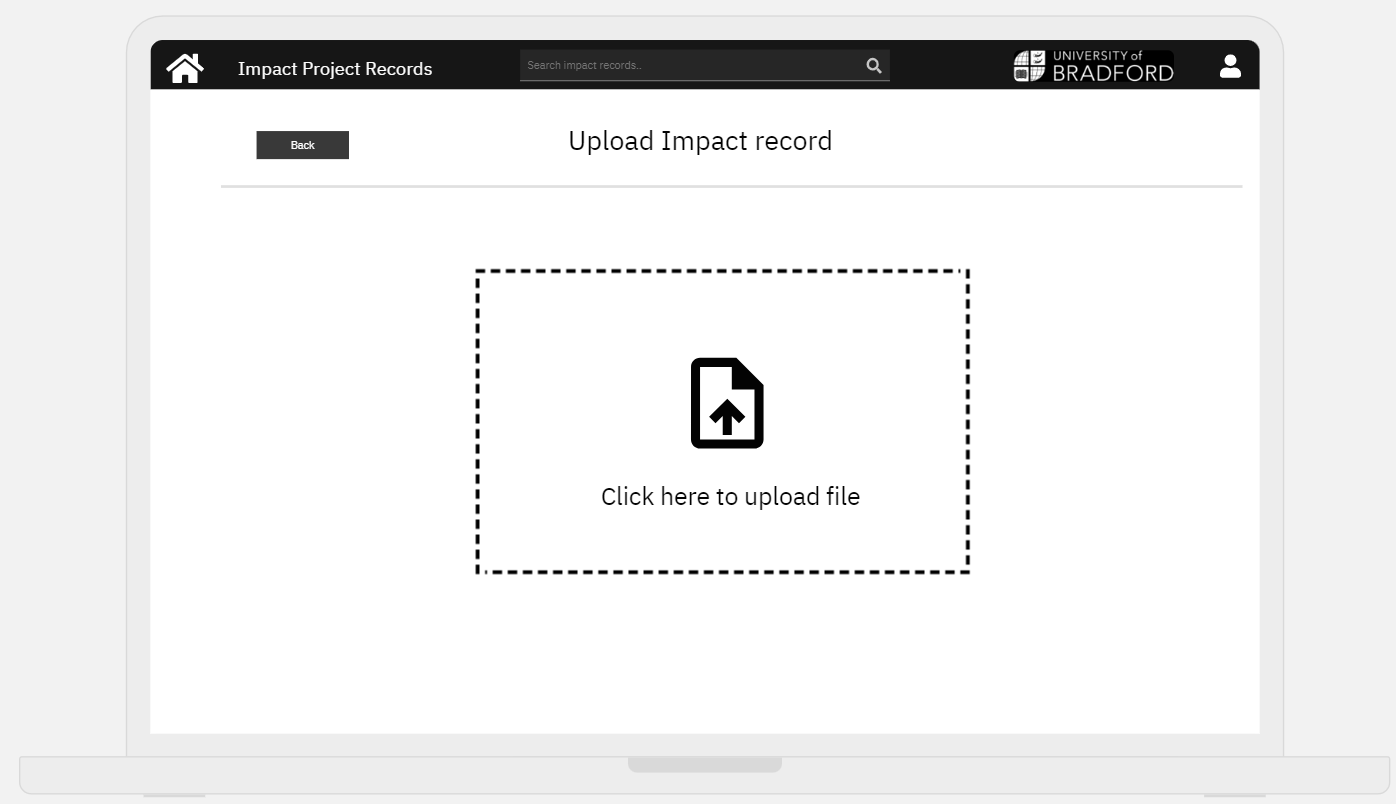 Impact Project Records
Search impact records..
UNIVERSITY of
BRADFORD
Back
Upload Impact record
Click here to upload file